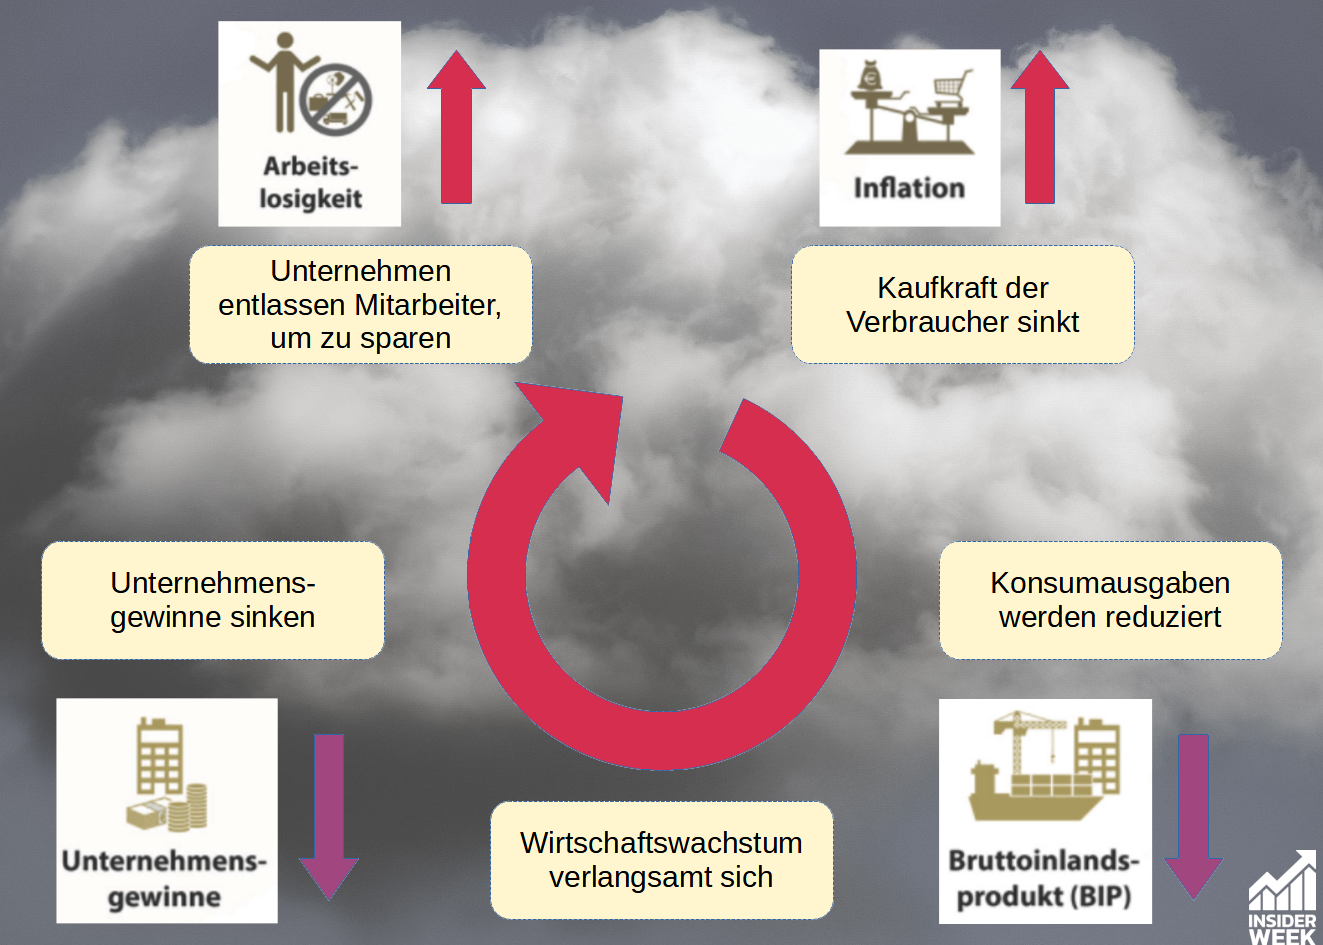 Arbeits-
losigkeit
Inflation
Unternehmen
entlassen Mitarbeiter,
um zu sparen
Kaufkraft der
Verbraucher sinkt
Unternehmens-
gewinne sinken
Konsumausgaben
werden reduziert
Unternehmens-
gewinne
Wirtschaftswachstum
verlangsamt sich
Bruttoinlands-
produkt (BIP)
INSIDER
WEEK